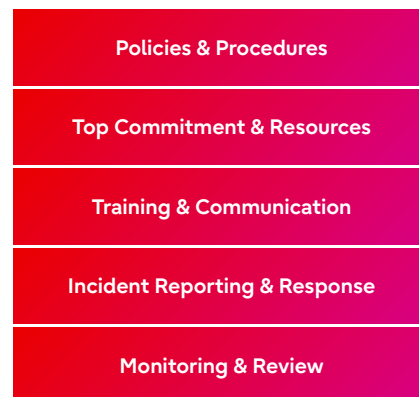 Policies & Procedures
Top Commitment & Resources
Training & Communication
Incident Reporting & Response
Monitoring & Review